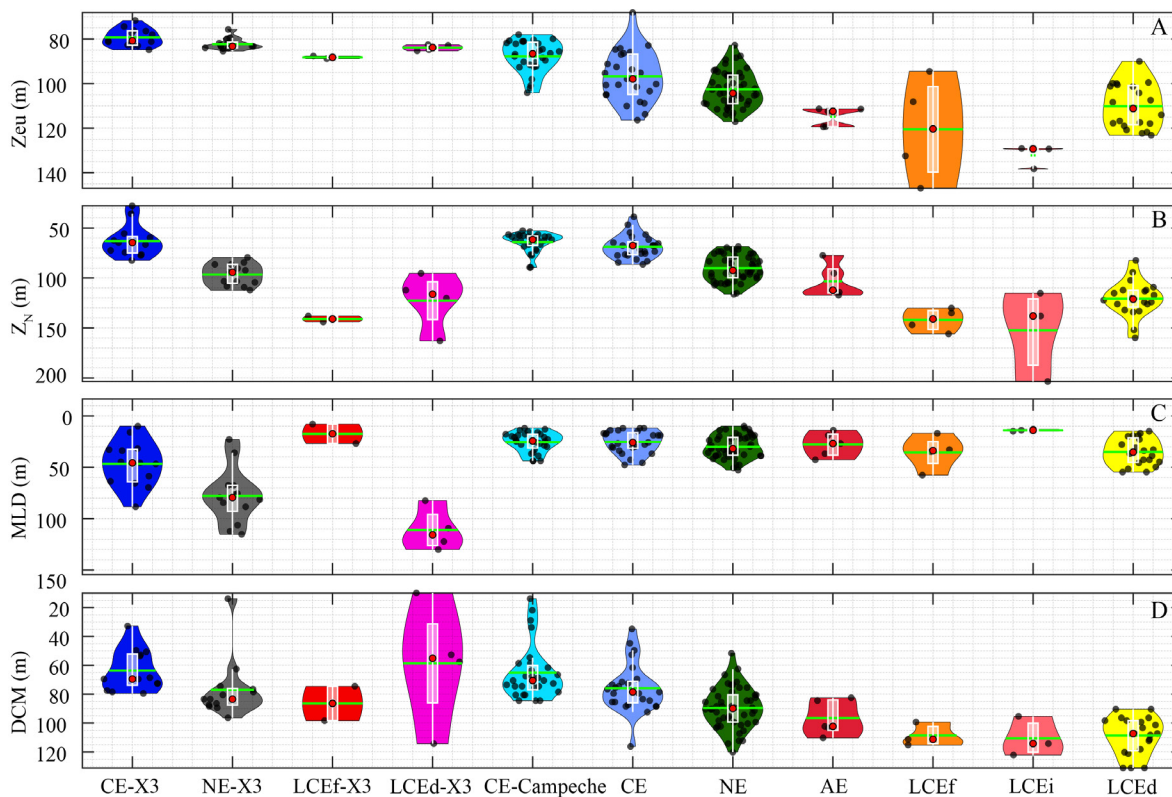 A
Zeu (m)
80
100
120
140
B
Z_N (m)
50
100
150
200
C
MLD (m)
0
50
100
150
D
DCM (m)
20
40
60
80
100
120
CE-X3 NE-X3 LCEf-X3 LCEd-X3 CE-Campeche CE NE AE LCEf LCEi LCEd